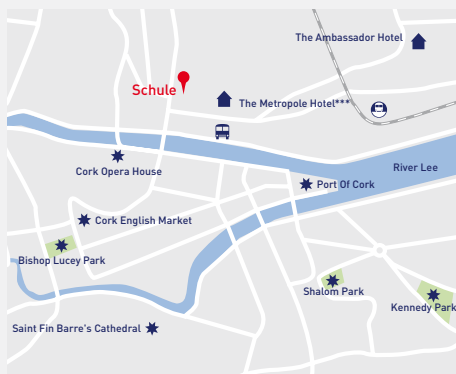 The Ambassador Hotel
Schule
The Metropole Hotel***
River Lee
Cork Opera House
Port Of Cork
Cork English Market
Bishop Lucey Park
Shalom Park
Kennedy Park
Saint Fin Barre's Cathedral